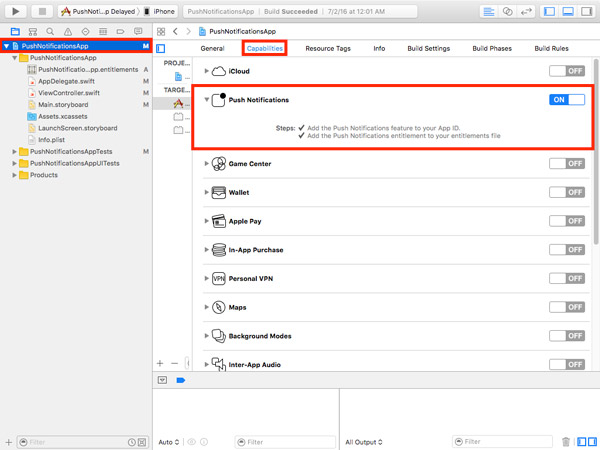 PushNoti...p Delayed
iPhone
PushNotificationsApp
Build Succeeded
7/2/16 at 12:01 AM
PushNotificationsApp
PushNotificationsApp M
General Capabilities Resource Tags Info Build Settings Build Phases Build Rules
PushNotificationsApp
PushNotificatio...pp.entitlements A
AppDelegate.swift M
ViewController.swift M
Main.storyboard M
Assets.xcassets
LaunchScreen.storyboard
Info.plist
PushNotificationsAppTests M
PushNotificationsAppUITests
Products
PROJE...
...
TARGE...
...
...
...
iCloud OFF
Push Notifications ON
Steps: ✓ Add the Push Notifications feature to your App ID.
✓ Add the Push Notifications entitlement to your entitlements file
Game Center OFF
Wallet OFF
Apple Pay OFF
In-App Purchase OFF
VPN Personal VPN OFF
Maps OFF
Background Modes OFF
Inter-App Audio OFF
Filter
Auto
Filter
All Output
Filter